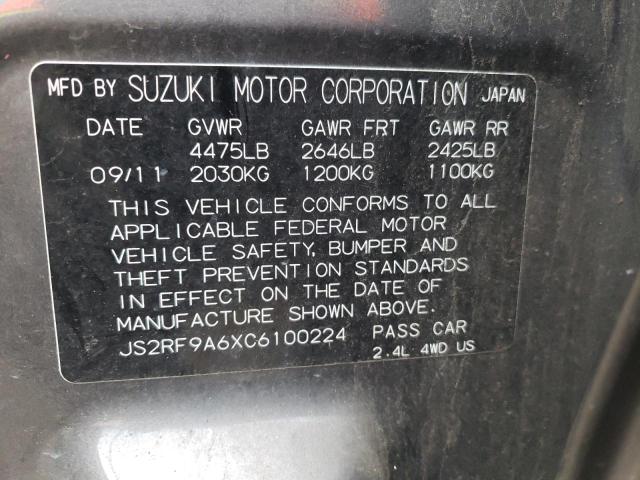 MFD BY SUZUKI MOTOR CORPORATION JAPAN
DATE GVWR GAWR FRT GAWR RR
4475LB 2646LB 2425LB
09/11 2030KG 1200KG 1100KG
THIS VEHICLE CONFORMS TO ALL
APPLICABLE FEDERAL MOTOR
VEHICLE SAFETY, BUMPER AND
THEFT PREVENTION STANDARDS
IN EFFECT ON THE DATE OF
MANUFACTURE SHOWN ABOVE.
JS2RF9A6XC6100224 PASS CAR
2.4L 4WD US